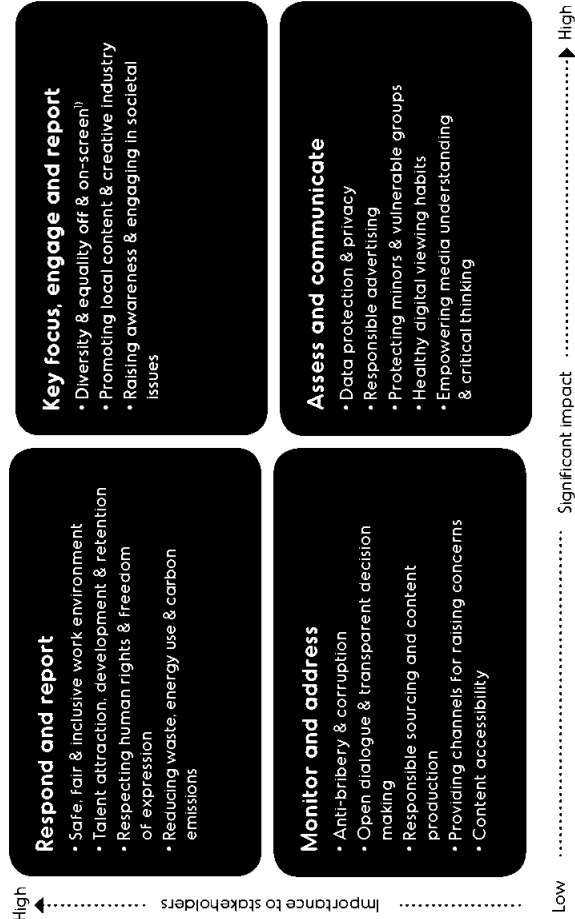 High
Importance to stakeholders
Respond and report
• Safe, fair & inclusive work environment
• Talent attraction, development & retention
• Respecting human rights & freedom
of expression
• Reducing waste, energy use & carbon
emissions
Key focus, engage and report
• Diversity & equality off & on-screen¹⁾
• Promoting local content & creative industry
• Raising awareness & engaging in societal
issues
Monitor and address
• Anti-bribery & corruption
• Open dialogue & transparent decision
making
• Responsible sourcing and content
production
• Providing channels for raising concerns
• Content accessibility
Assess and communicate
• Data protection & privacy
• Responsible advertising
• Protecting minors & vulnerable groups
• Healthy digital viewing habits
• Empowering media understanding
& critical thinking
Low
Significant impact
High